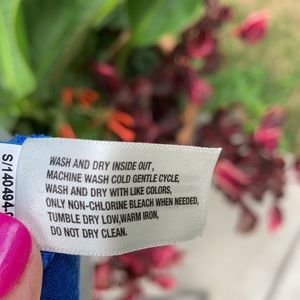 WASH AND DRY INSIDE OUT,
MACHINE WASH COLD GENTLE CYCLE,
WASH AND DRY WITH LIKE COLORS,
ONLY NON-CHLORINE BLEACH WHEN NEEDED,
TUMBLE DRY LOW,WARM IRON,
DO NOT DRY CLEAN.
S/140494-